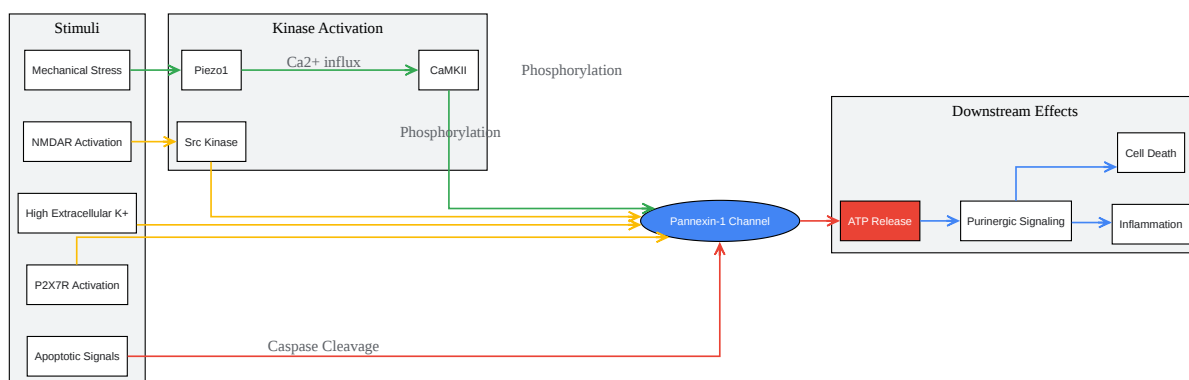 Stimuli
Kinase Activation
Mechanical Stress
Piezo1
Ca2+ influx
CaMKII
Phosphorylation
Downstream Effects
NMDAR Activation
Src Kinase
Phosphorylation
Cell Death
High Extracellular K+
Pannexin-1 Channel
ATP Release
Purinergic Signaling
Inflammation
P2X7R Activation
Apoptotic Signals
Caspase Cleavage